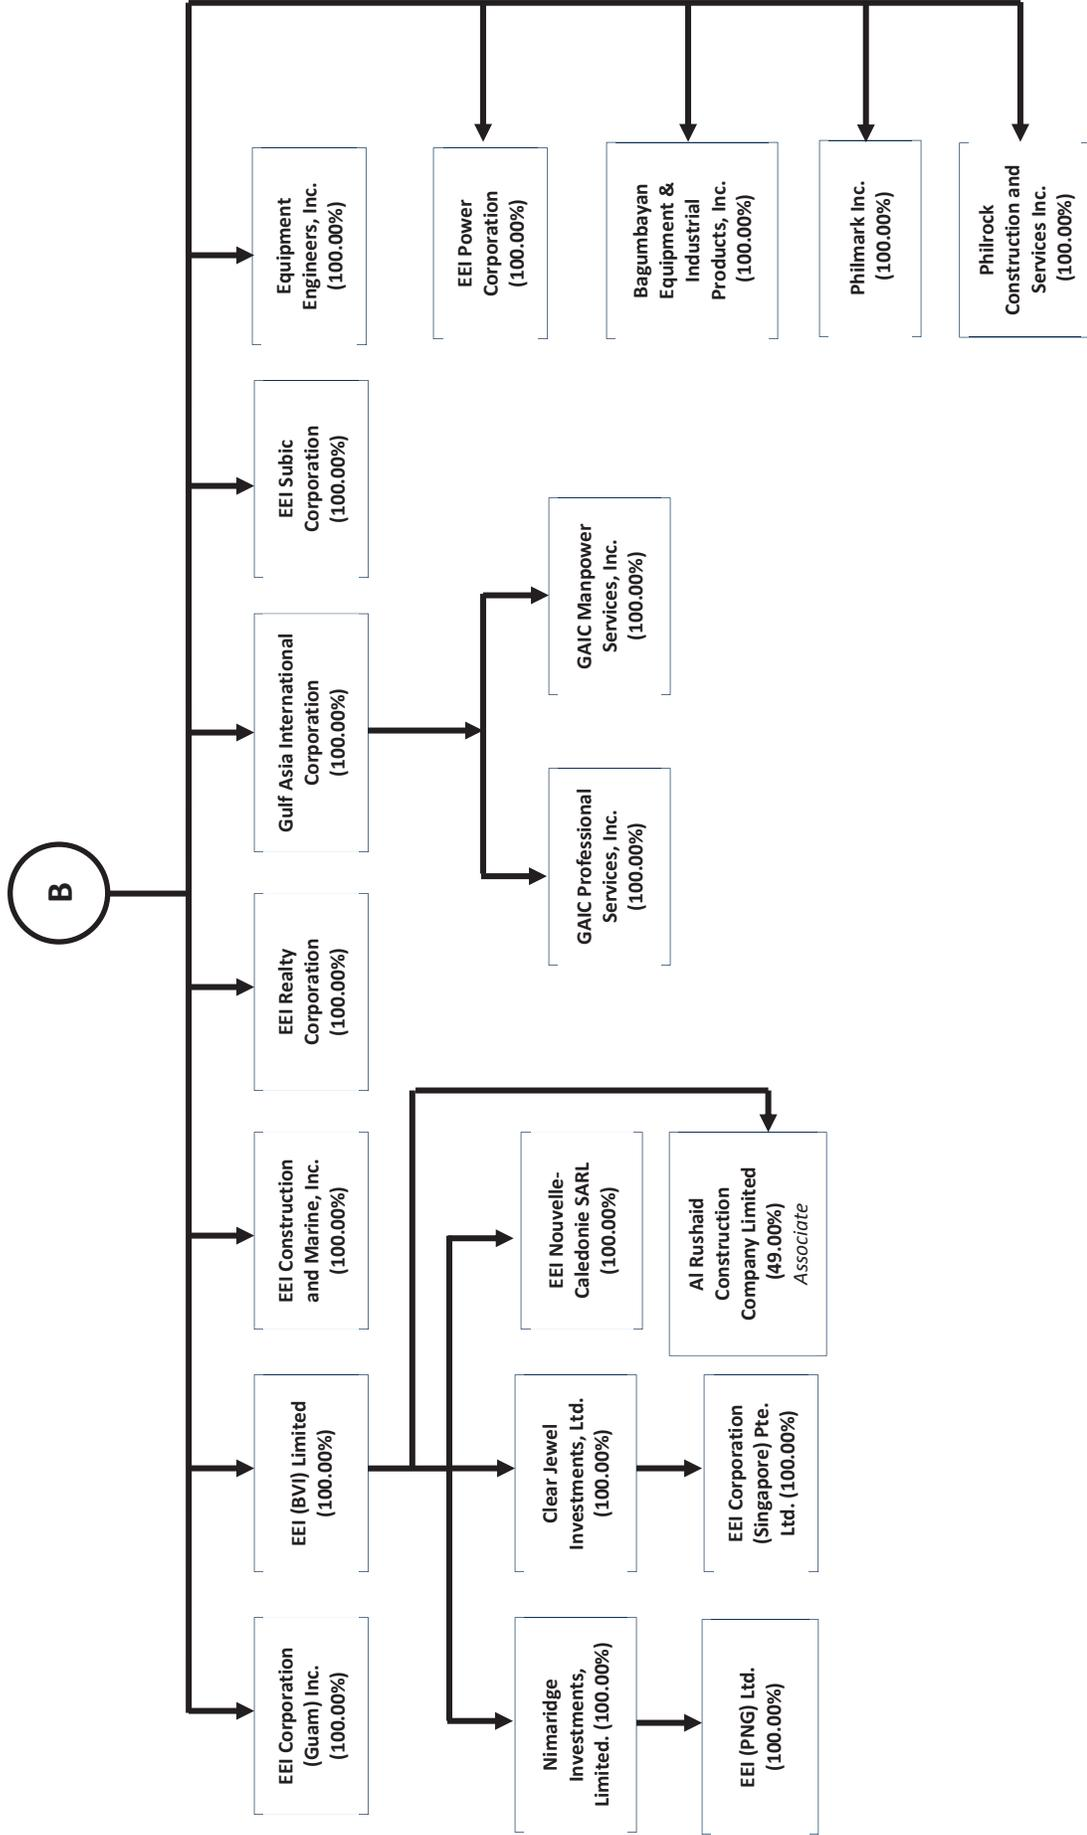 B
EEI Corporation
(Guam) Inc.
(100.00%)
EEI (BVI) Limited
(100.00%)
EEI Construction
and Marine, Inc.
(100.00%)
EEI Realty
Corporation
(100.00%)
Gulf Asia International
Corporation
(100.00%)
EEI Subic
Corporation
(100.00%)
Equipment
Engineers, Inc.
(100.00%)
EEI Power
Corporation
(100.00%)
Bagumbayan
Equipment &
Industrial
Products, Inc.
(100.00%)
Philmark Inc.
(100.00%)
Philrock
Construction and
Services Inc.
(100.00%)
Nimaridge
Investments,
Limited. (100.00%)
Clear Jewel
Investments, Ltd.
(100.00%)
EEI Nouvelle-
Caledonie SARL
(100.00%)
GAIC Professional
Services, Inc.
(100.00%)
GAIC Manpower
Services, Inc.
(100.00%)
EEI (PNG) Ltd.
(100.00%)
EEI Corporation
(Singapore) Pte.
Ltd. (100.00%)
Al Rushaid
Construction
Company Limited
(49.00%)
Associate